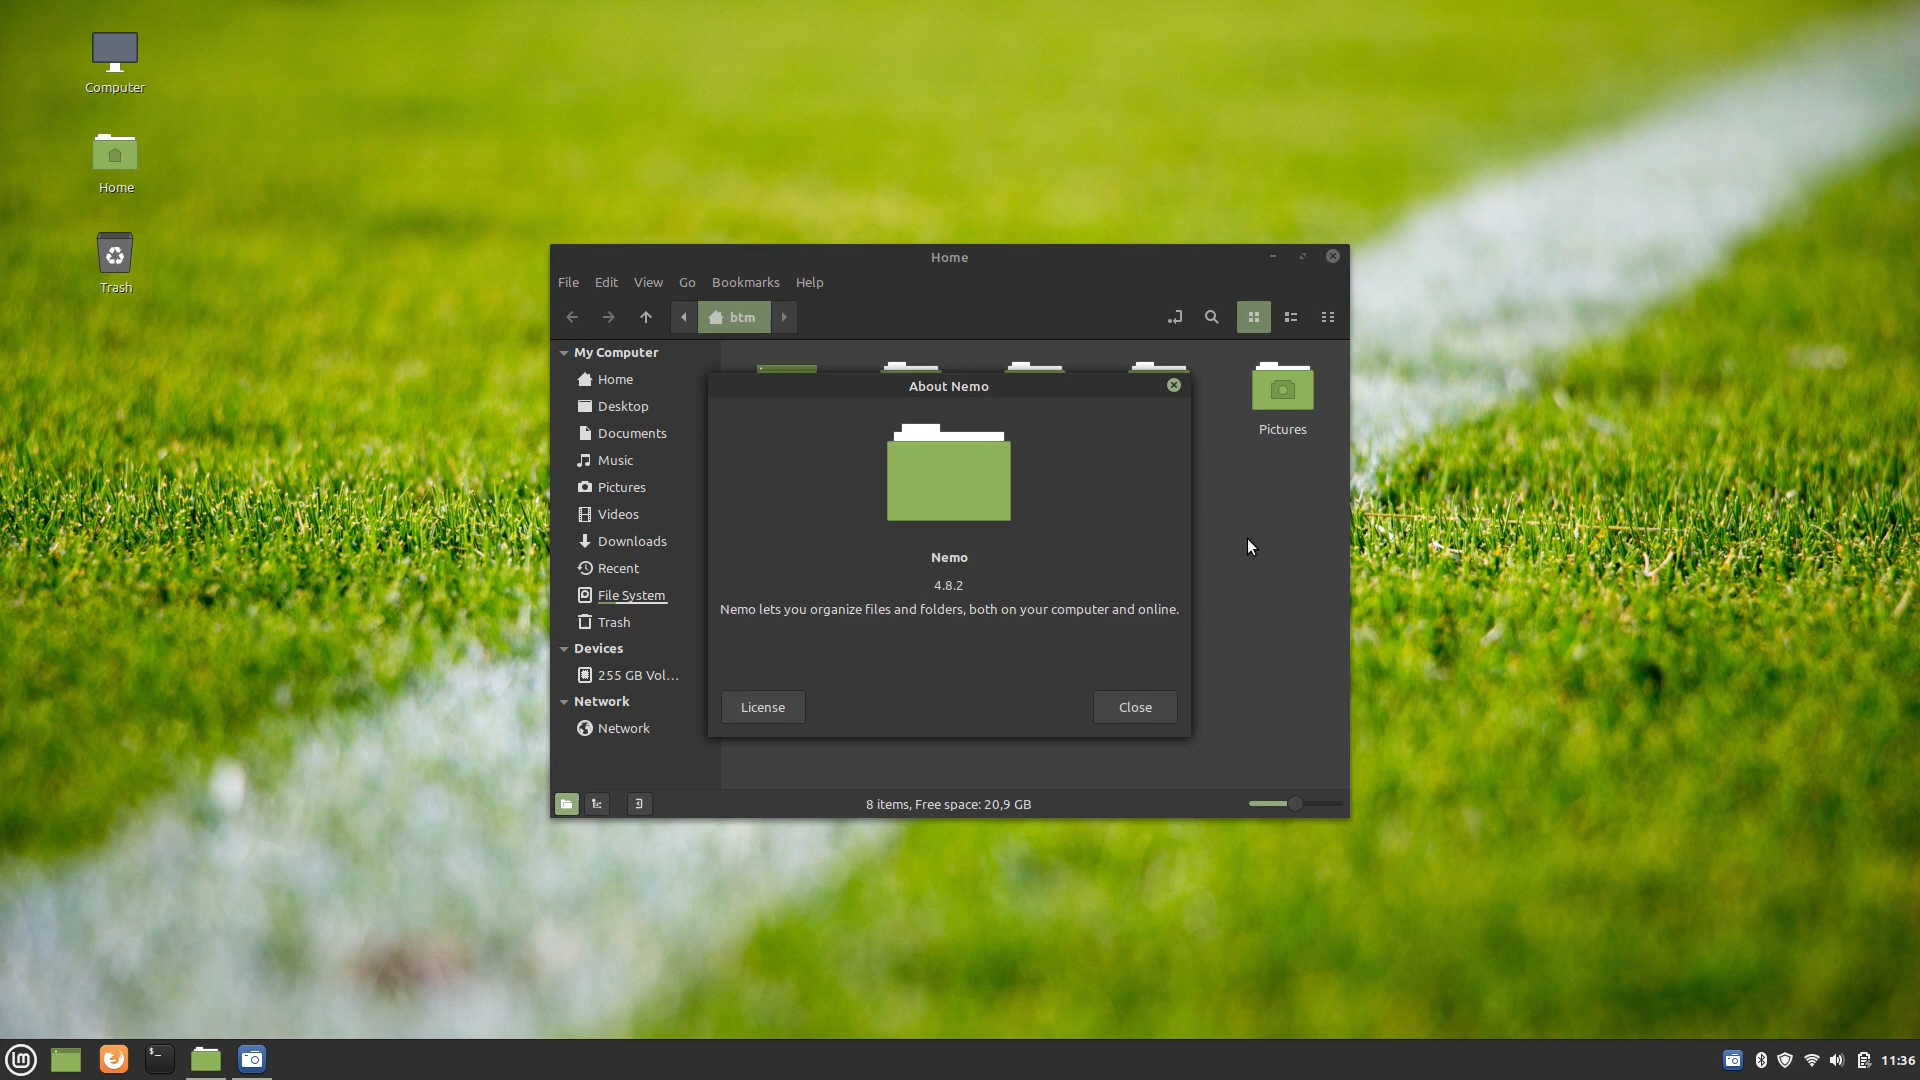 Computer
Home
Trash
Home
File Edit View Go Bookmarks Help
btm
My Computer
Home
Desktop
Documents
Music
Pictures
Videos
Downloads
Recent
File System
Trash
Devices
255 GB Vol...
Network
Network
Pictures
About Nemo
Nemo
4.8.2
Nemo lets you organize files and folders, both on your computer and online.
License Close
8 items, Free space: 20,9 GB
11:36